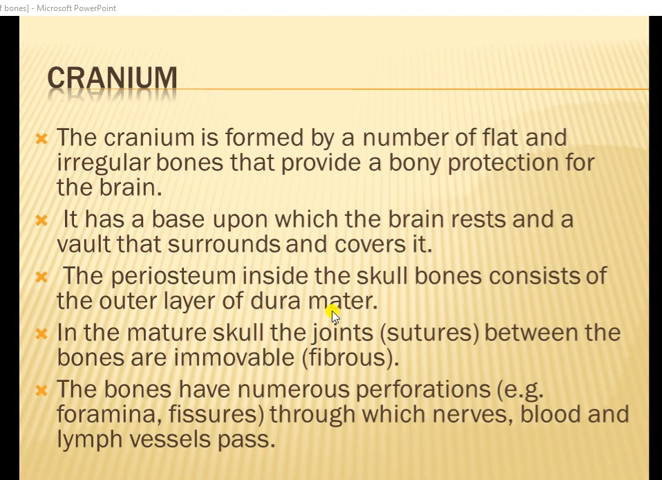 f bones] - Microsoft PowerPoint
CRANIUM
The cranium is formed by a number of flat and
irregular bones that provide a bony protection for
the brain.
It has a base upon which the brain rests and a
vault that surrounds and covers it.
The periosteum inside the skull bones consists of
the outer layer of dura mater.
In the mature skull the joints (sutures) between the
bones are immovable (fibrous).
The bones have numerous perforations (e.g.
foramina, fissures) through which nerves, blood and
lymph vessels pass.